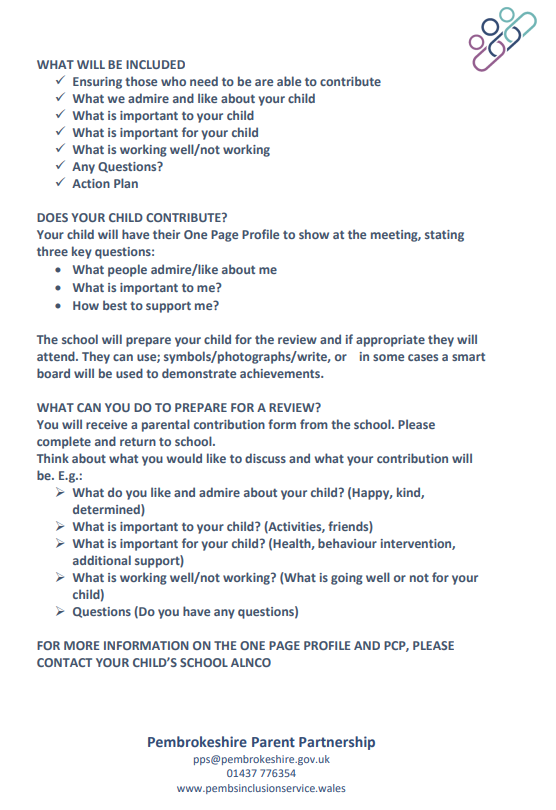 WHAT WILL BE INCLUDED
✓ Ensuring those who need to be are able to contribute
✓ What we admire and like about your child
✓ What is important to your child
✓ What is important for your child
✓ What is working well/not working
✓ Any Questions?
✓ Action Plan
DOES YOUR CHILD CONTRIBUTE?
Your child will have their One Page Profile to show at the meeting, stating
three key questions:
• What people admire/like about me
• What is important to me?
• How best to support me?
The school will prepare your child for the review and if appropriate they will
attend. They can use; symbols/photographs/write, or in some cases a smart
board will be used to demonstrate achievements.
WHAT CAN YOU DO TO PREPARE FOR A REVIEW?
You will receive a parental contribution form from the school. Please
complete and return to school.
Think about what you would like to discuss and what your contribution will
be. E.g.:
➢ What do you like and admire about your child? (Happy, kind,
determined)
➢ What is important to your child? (Activities, friends)
➢ What is important for your child? (Health, behaviour intervention,
additional support)
➢ What is working well/not working? (What is going well or not for your
child)
➢ Questions (Do you have any questions)
FOR MORE INFORMATION ON THE ONE PAGE PROFILE AND PCP, PLEASE
CONTACT YOUR CHILD'S SCHOOL ALNCO
Pembrokeshire Parent Partnership
pps@pembrokeshire.gov.uk
01437 776354
www.pembsinclusionservice.wales